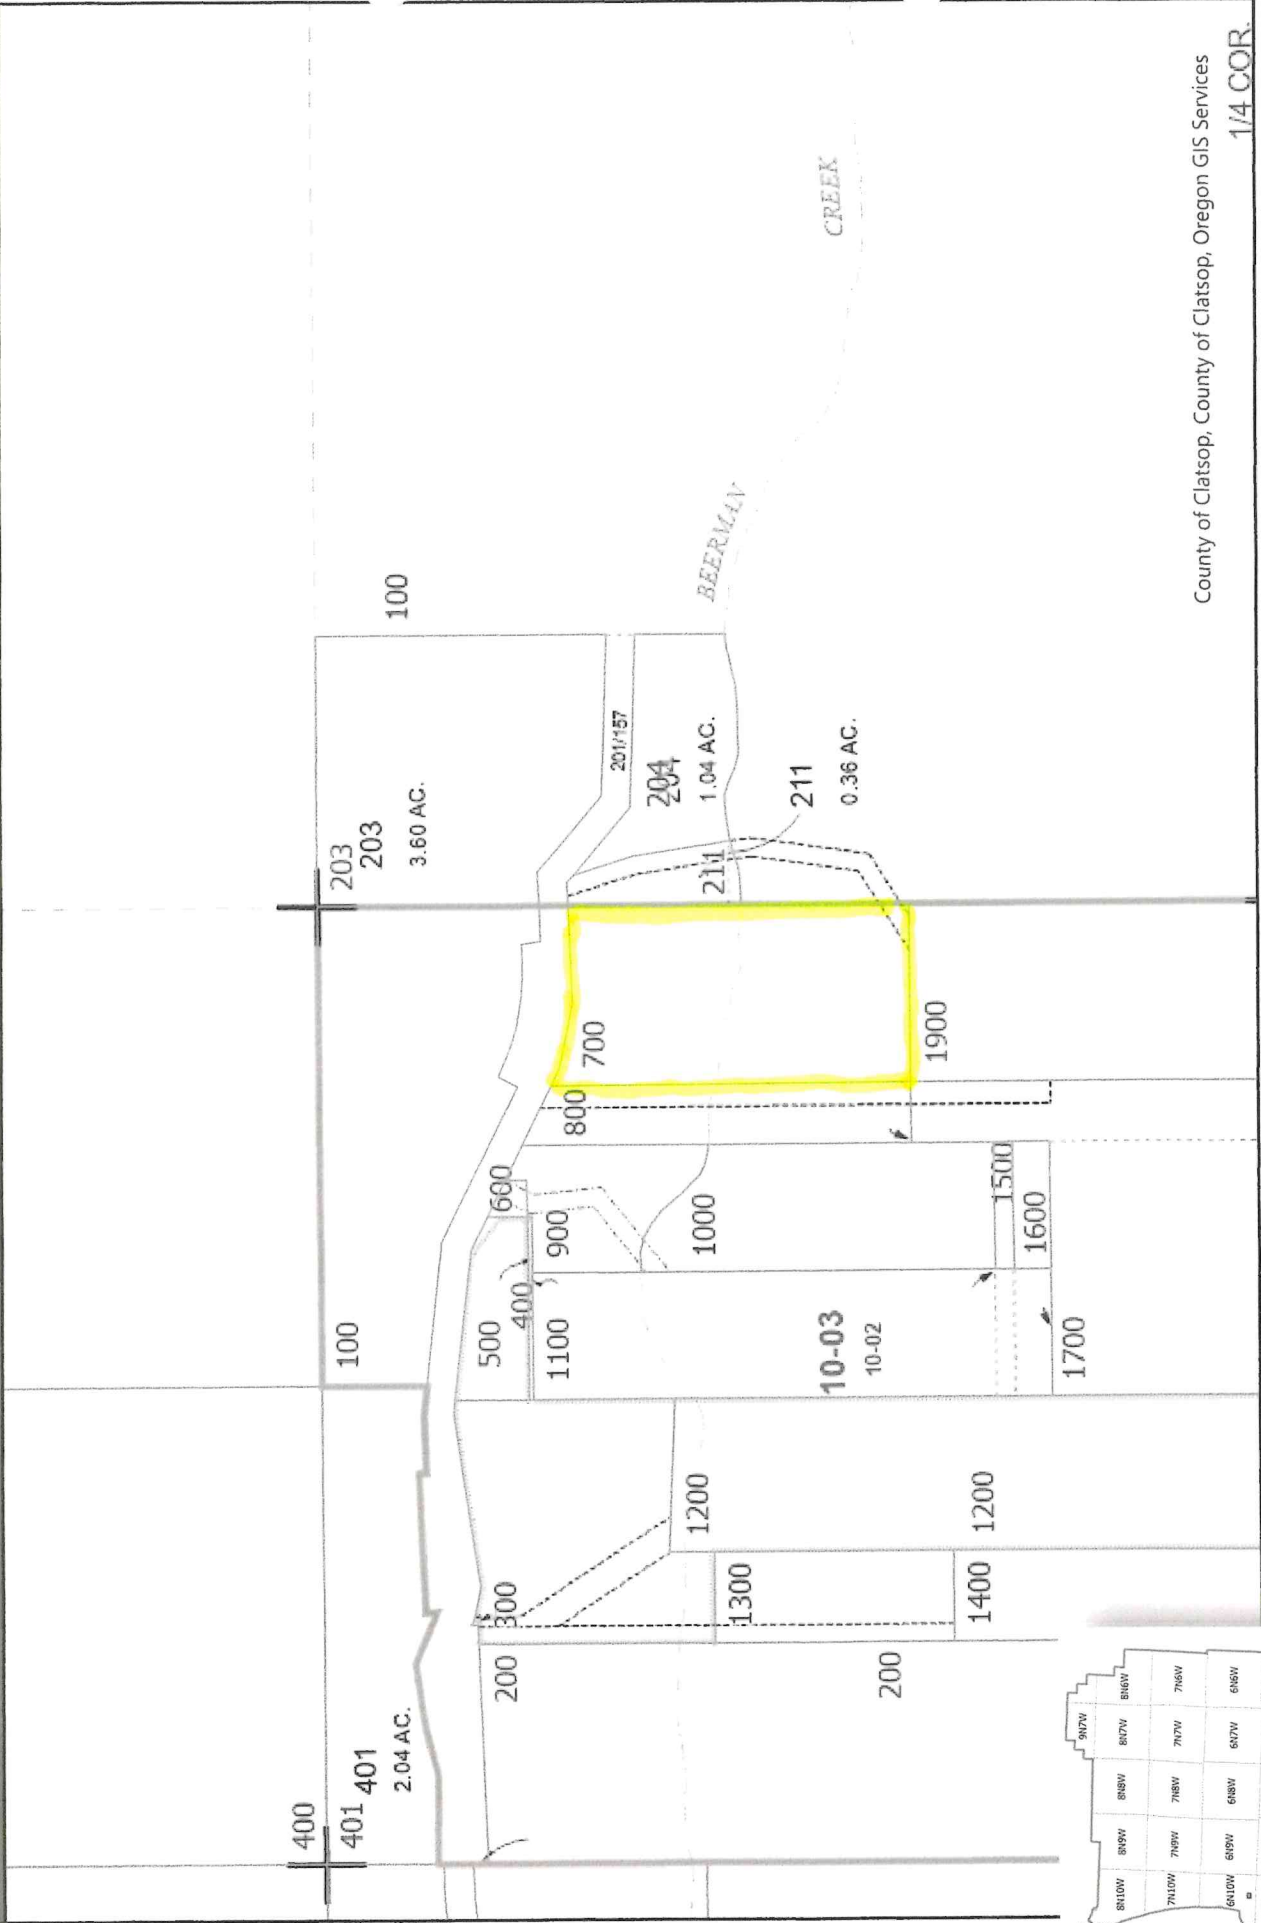 400
401
100
203
401
203
100
2.04 AC.
3.60 AC.
500
600
200
300
400
1100
900
800
700
201/157
204
204
1200
1000
1.04 AC.
211
BEERMAN
1300
211
10-03
CREEK
0.36 AC.
10-02
200
1900
1400
1200
1500
1600
1700
9N7W
8N10W
8N9W
8N8W
8N7W
8N6W
7N10W
7N9W
7N8W
7N7W
7N6W
6N10W
6N9W
6N8W
6N7W
6N6W
County of Clatsop, County of Clatsop, Oregon GIS Services
1/4 COR.